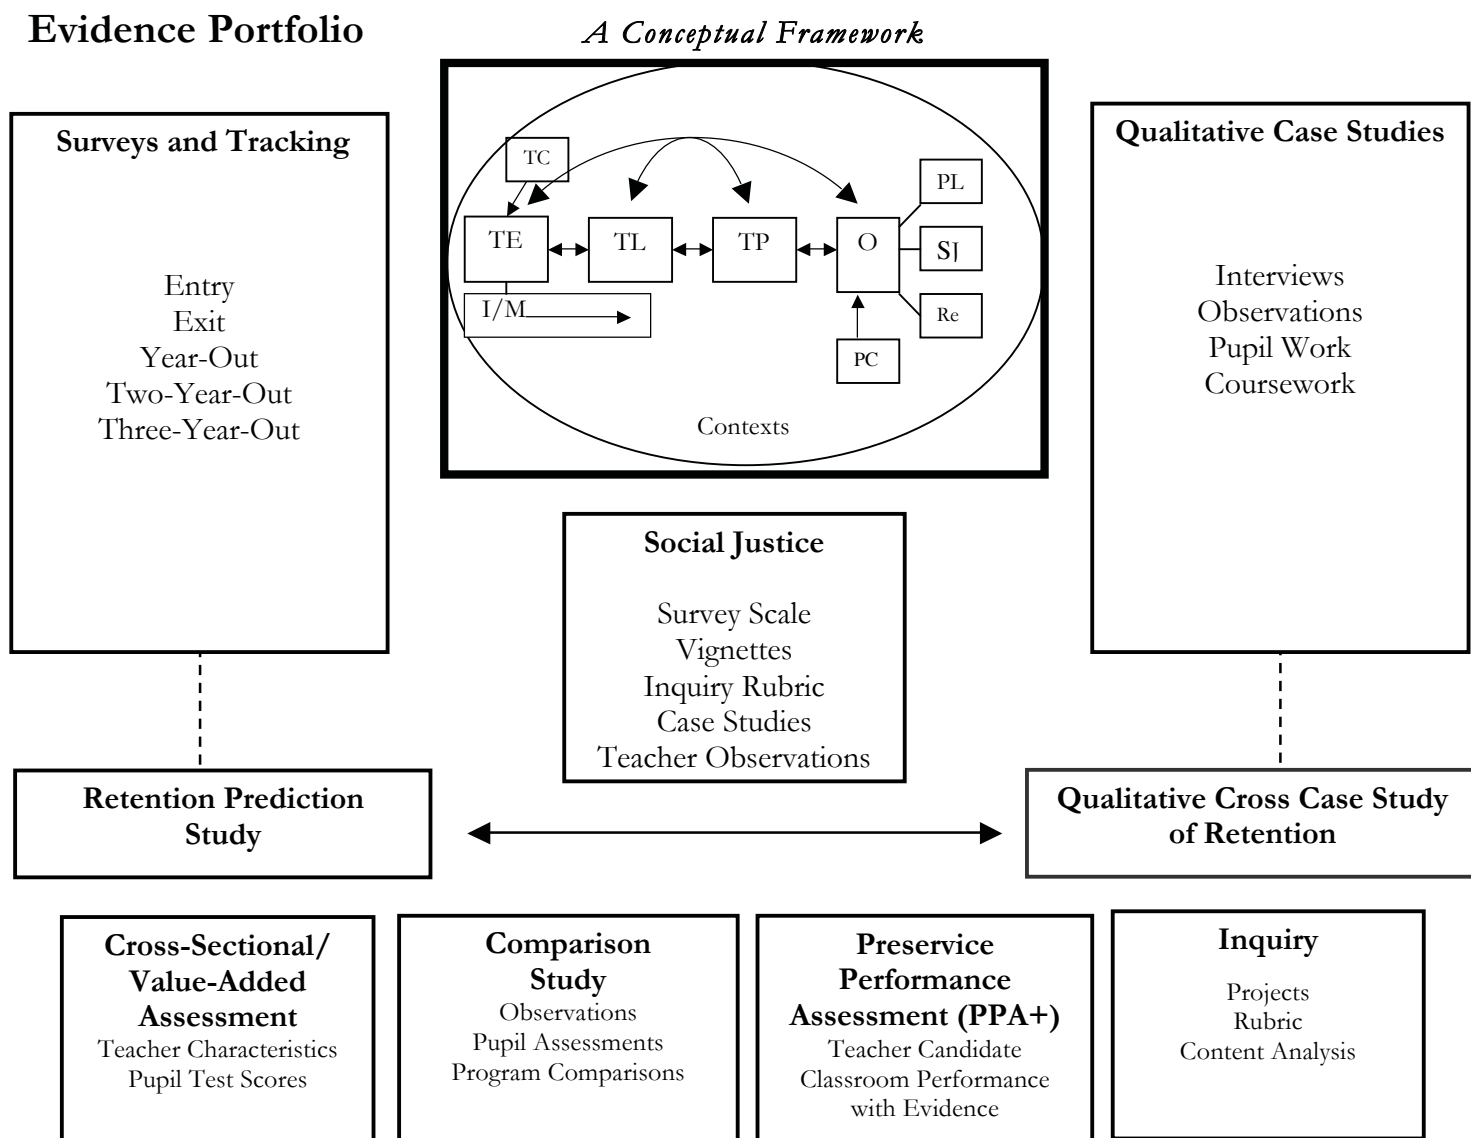 Evidence Portfolio
A Conceptual Framework
Surveys and Tracking
Entry
Exit
Year-Out
Two-Year-Out
Three-Year-Out
TC
TE
TL
TP
O
PL
SJ
Re
I/M
PC
Contexts
Qualitative Case Studies
Interviews
Observations
Pupil Work
Coursework
Social Justice
Survey Scale
Vignettes
Inquiry Rubric
Case Studies
Teacher Observations
Retention Prediction
Study
Qualitative Cross Case Study
of Retention
Cross-Sectional/
Value-Added
Assessment
Teacher Characteristics
Pupil Test Scores
Comparison
Study
Observations
Pupil Assessments
Program Comparisons
Preservice
Performance
Assessment (PPA+)
Teacher Candidate
Classroom Performance
with Evidence
Inquiry
Projects
Rubric
Content Analysis